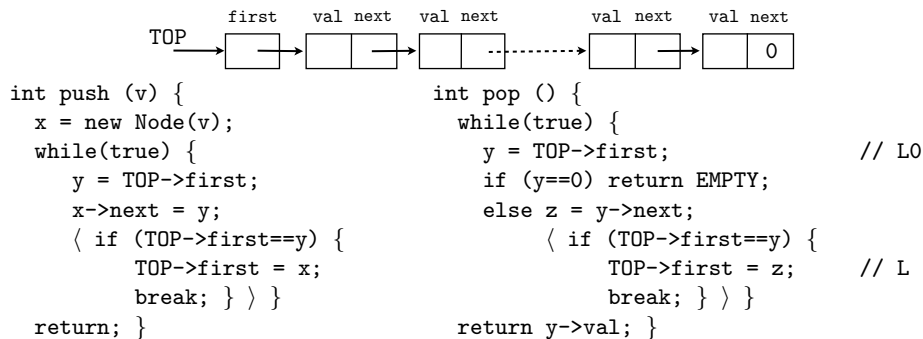 first val next val next val next val next
TOP 0
int push (v) { int pop () {
x = new Node(v); while(true) {
while(true) { y = TOP->first; // L0
y = TOP->first; if (y==0) return EMPTY;
x->next = y; else z = y->next;
⟨ if (TOP->first==y) { ⟨ if (TOP->first==y) {
TOP->first = x; TOP->first = z; // L
break; } ⟩ } break; } ⟩ }
return; } return y->val; }